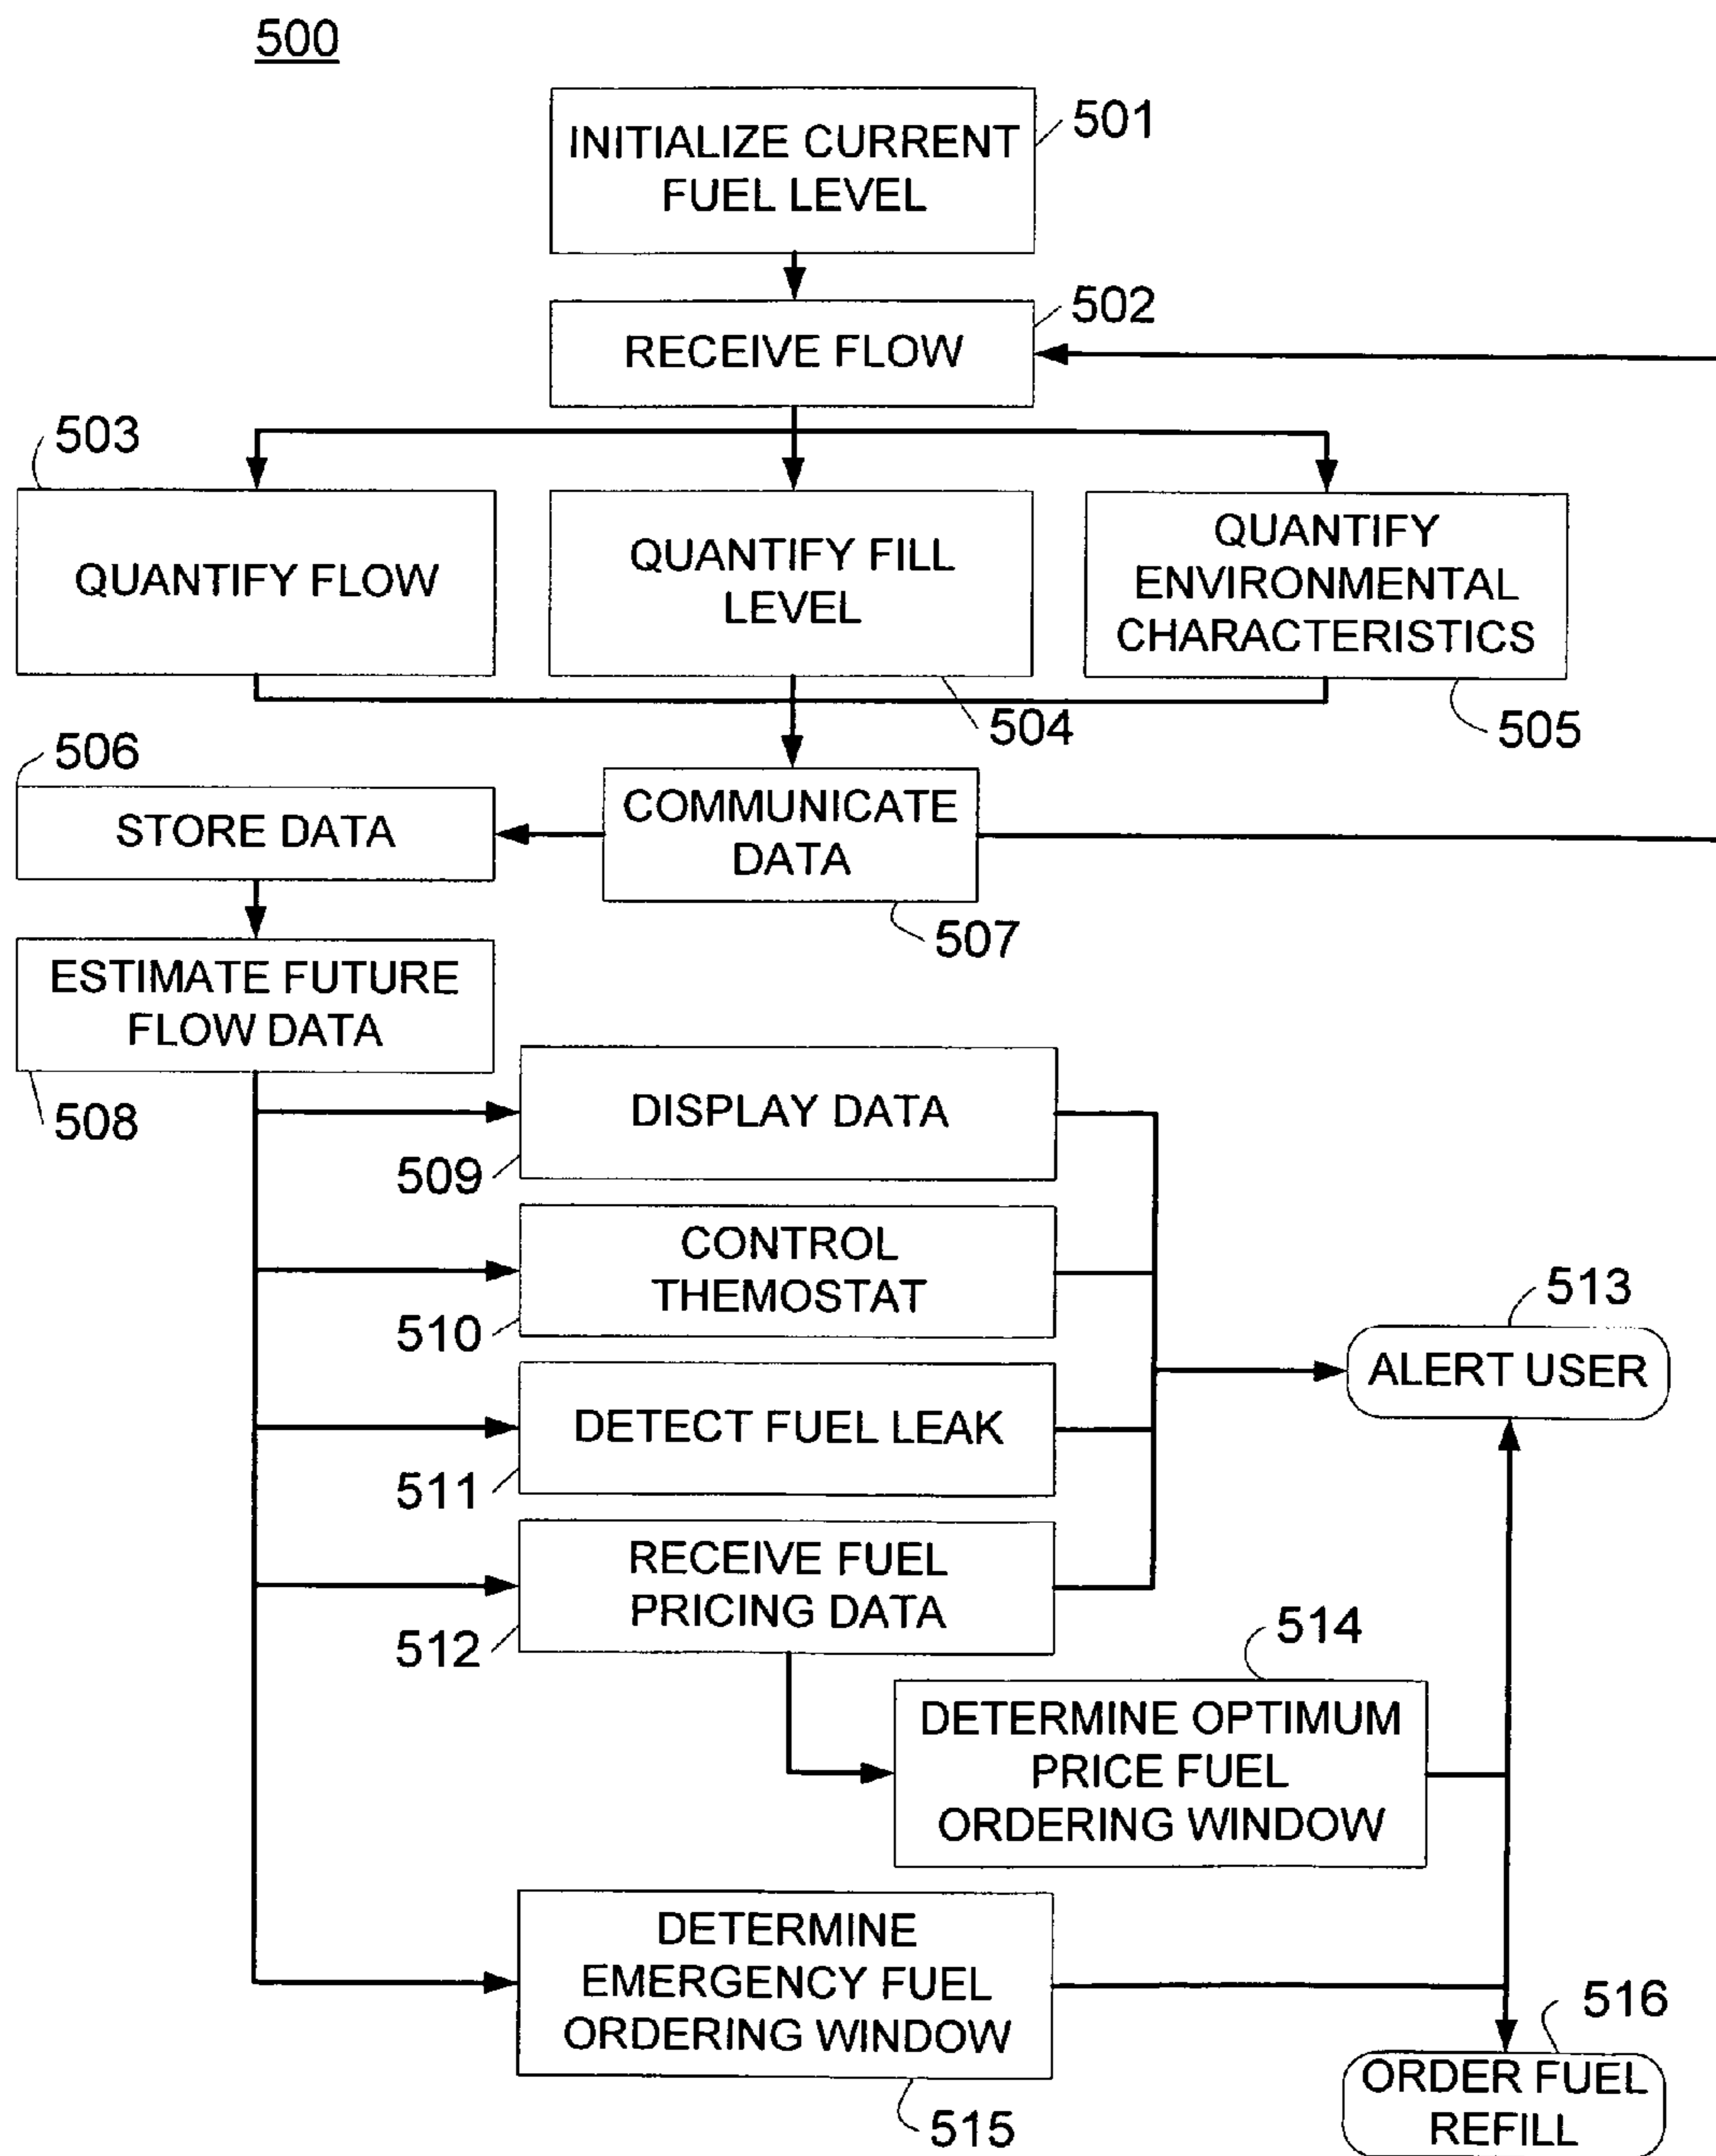 500
501
INITIALIZE CURRENT
FUEL LEVEL
502
RECEIVE FLOW
503
QUANTIFY FLOW
QUANTIFY FILL
LEVEL
504
QUANTIFY
ENVIRONMENTAL
CHARACTERISTICS
505
506
STORE DATA
COMMUNICATE
DATA
507
ESTIMATE FUTURE
FLOW DATA
508
DISPLAY DATA
509
CONTROL
THEMOSTAT
510
513
ALERT USER
DETECT FUEL LEAK
511
RECEIVE FUEL
PRICING DATA
512
514
DETERMINE OPTIMUM
PRICE FUEL
ORDERING WINDOW
DETERMINE
EMERGENCY FUEL
ORDERING WINDOW
515
516
ORDER FUEL
REFILL